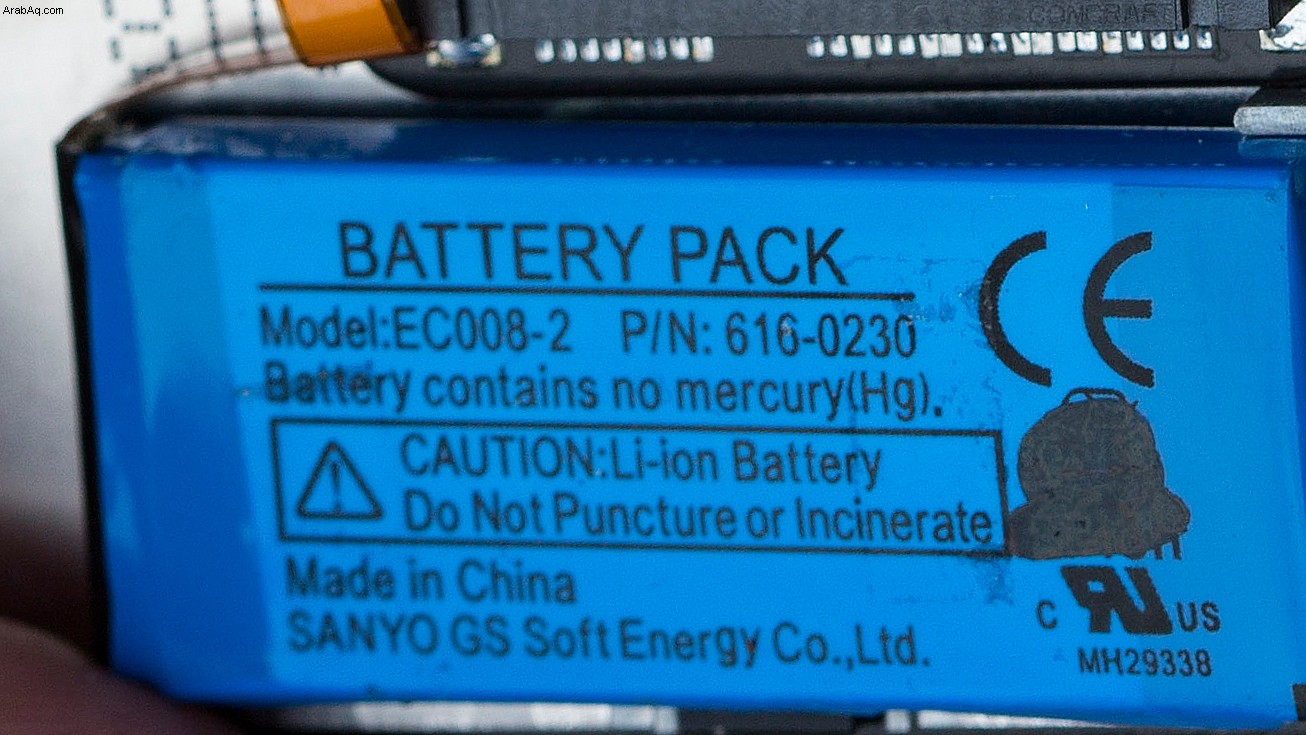 ArabAq.com
BATTERY PACK
Model:EC008-2 P/N: 616-0230
Battery contains no mercury(Hg).
CE
CAUTION:Li-ion Battery
Do Not Puncture or Incinerate
Made in China
SANYO GS Soft Energy Co.,Ltd.
C RU US
MH29338